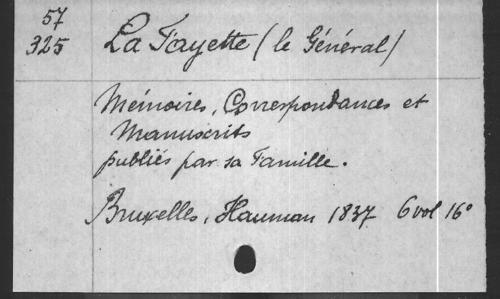 57
325
La Fayette (le Général)
Mémoires, Correspondances et
Manuscrits
publiés par sa Famille.
Bruxelles, Hauman 1837 6 vol 16°